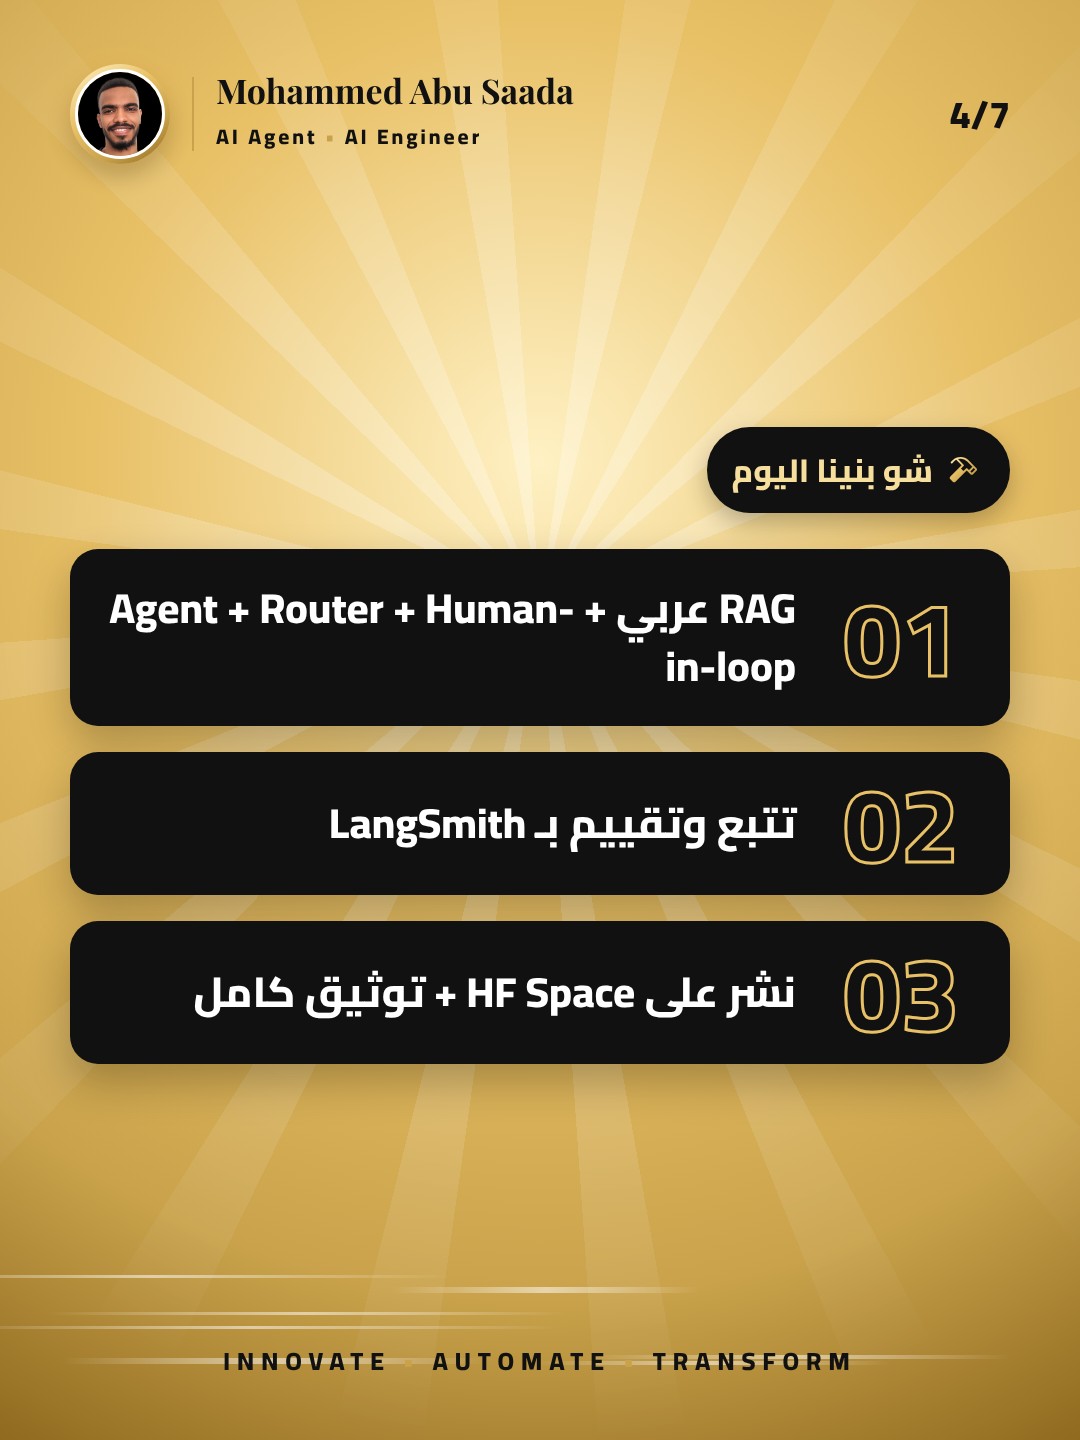 Mohammed Abu Saada
AI Agent • AI Engineer
4/7
شو بنينا اليوم
01
RAG عربي + Agent + Router + Human-
in-loop
02
تتبع وتقييم بـ LangSmith
03
نشر على HF Space + توثيق كامل
INNOVATE • AUTOMATE • TRANSFORM